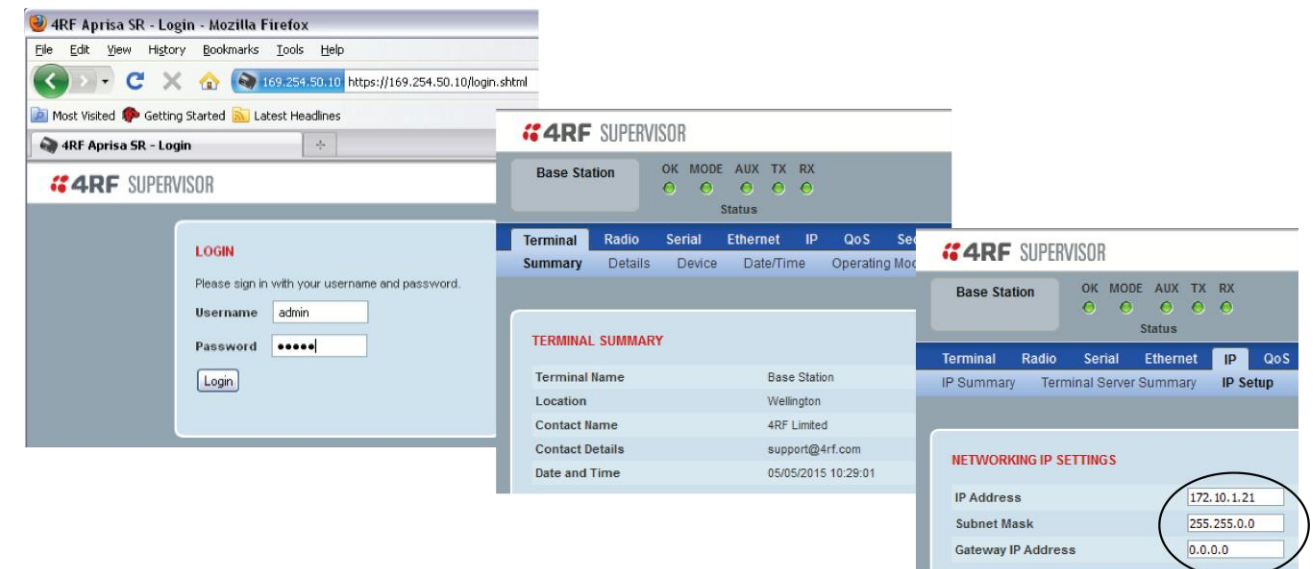 4RF Aprisa SR - Login - Mozilla Firefox
File Edit View History Bookmarks Tools Help
169.254.50.10 https://169.254.50.10/login.shtml
Most Visited Getting Started Latest Headlines
4RF Aprisa SR - Login
4RF SUPERVISOR
LOGIN
Please sign in with your username and password.
Username admin
Password •••••
Login
4RF SUPERVISOR
Base Station
OK MODE AUX TX RX
Status
Terminal Radio Serial Ethernet IP QoS
Summary Details Device Date/Time Operating
TERMINAL SUMMARY
Terminal Name Base Station
Location Wellington
Contact Name 4RF Limited
Contact Details support@4rf.com
Date and Time 05/05/2015 10:29:01
4RF SUPERVISOR
Base Station
OK MODE AUX TX RX
Status
Terminal Radio Serial Ethernet IP QoS
IP Summary Terminal Server Summary IP Setup
NETWORKING IP SETTINGS
IP Address 172.10.1.21
Subnet Mask 255.255.0.0
Gateway IP Address 0.0.0.0